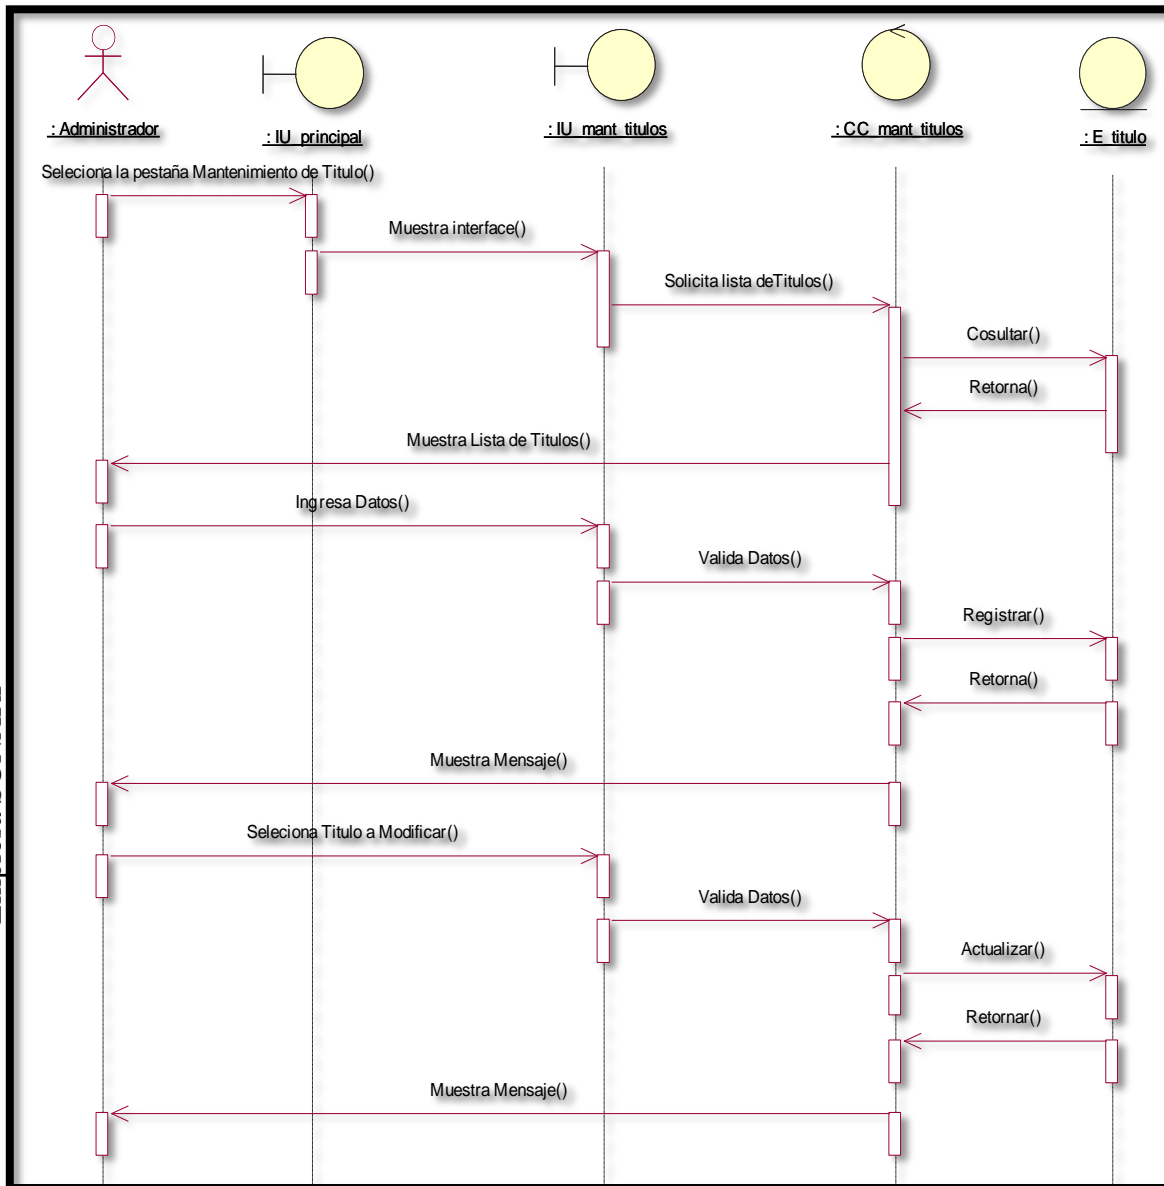 : Administrador
: IU_principal
: IU_mant_titulos
: CC_mant_titulos
: E_titulo
Seleciona la pestaña Mantenimiento de Titulo()
Muestra interface()
Solicita lista deTitulos()
Cosultar()
Retorna()
Muestra Lista de Titulos()
Ingresa Datos()
Valida Datos()
Registrar()
Retorna()
Muestra Mensaje()
Seleciona Titulo a Modificar()
Valida Datos()
Actualizar()
Retornar()
Muestra Mensaje()